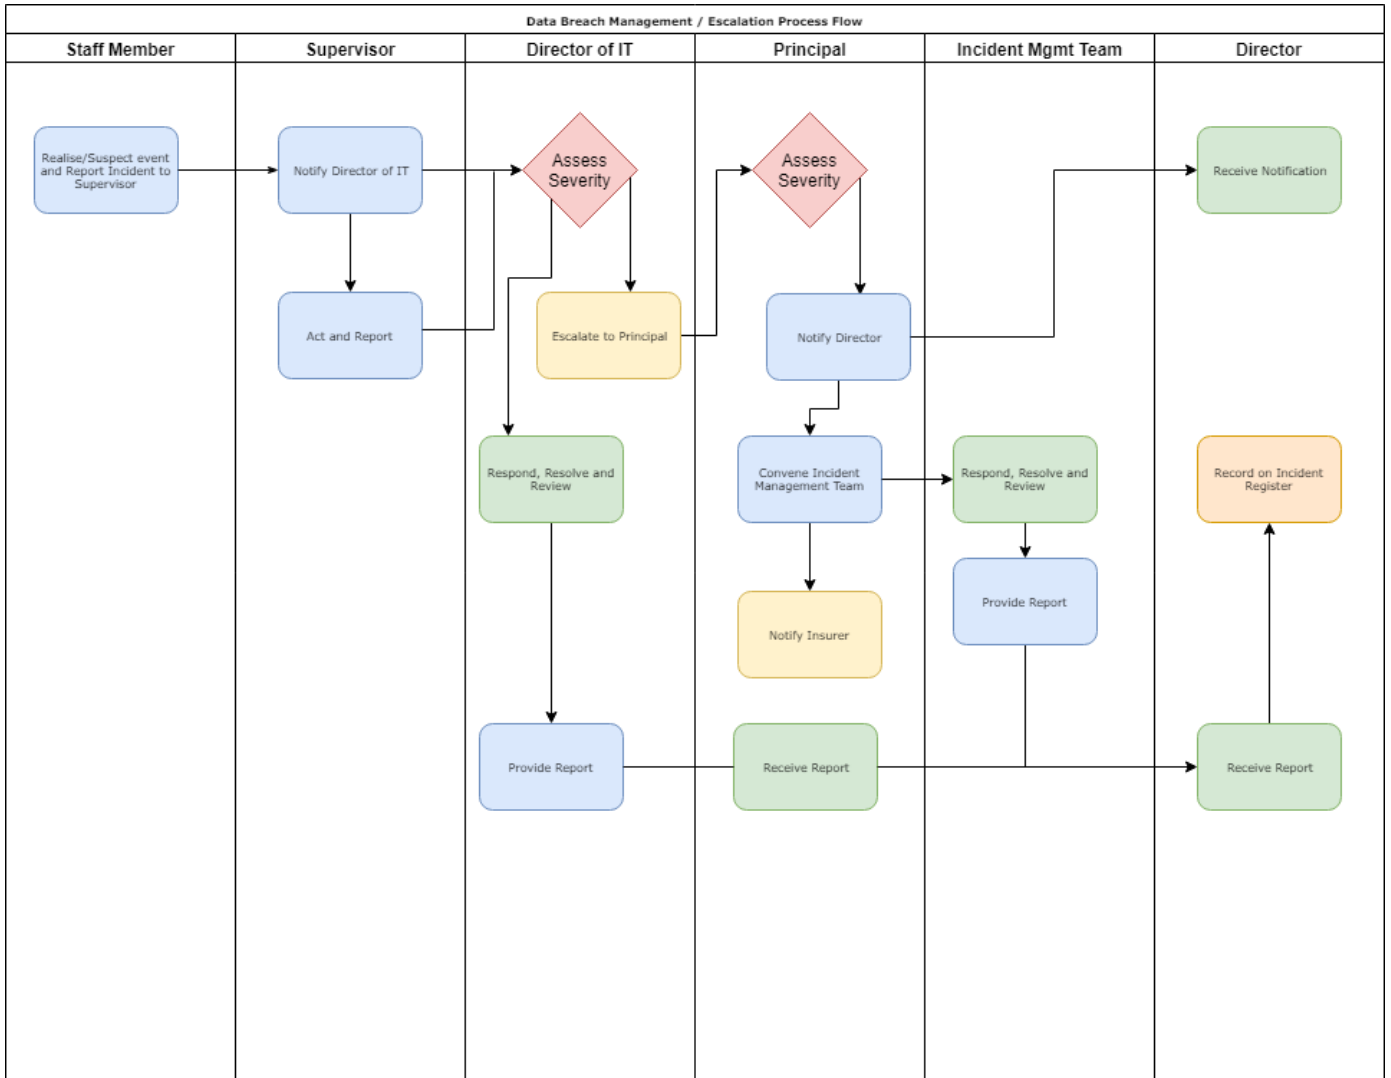 Data Breach Management / Escalation Process Flow
Staff Member
Supervisor
Director of IT
Principal
Incident Mgmt Team
Director
Realise/Suspect event
and Report Incident to
Supervisor
Notify Director of IT
Assess
Severity
Assess
Severity
Receive Notification
Act and Report
Escalate to Principal
Notify Director
Respond, Resolve and
Review
Convene Incident
Management Team
Respond, Resolve and
Review
Record on Incident
Register
Provide Report
Notify Insurer
Provide Report
Receive Report
Receive Report